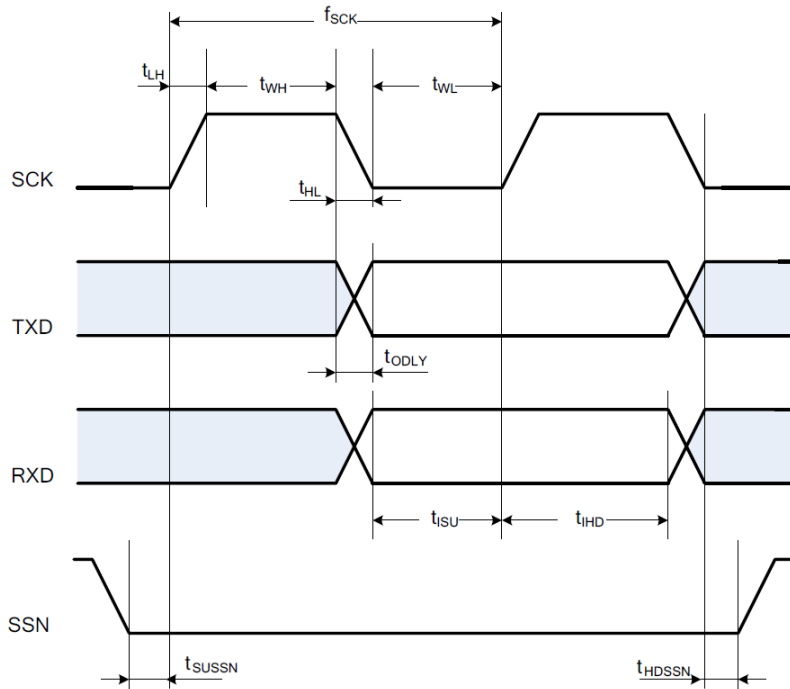 fSCK
tLH
tWH
tWL
SCK
tHL
TXD
tODLY
RXD
tISU
tIHD
SSN
tSUSSN
tHDSSN